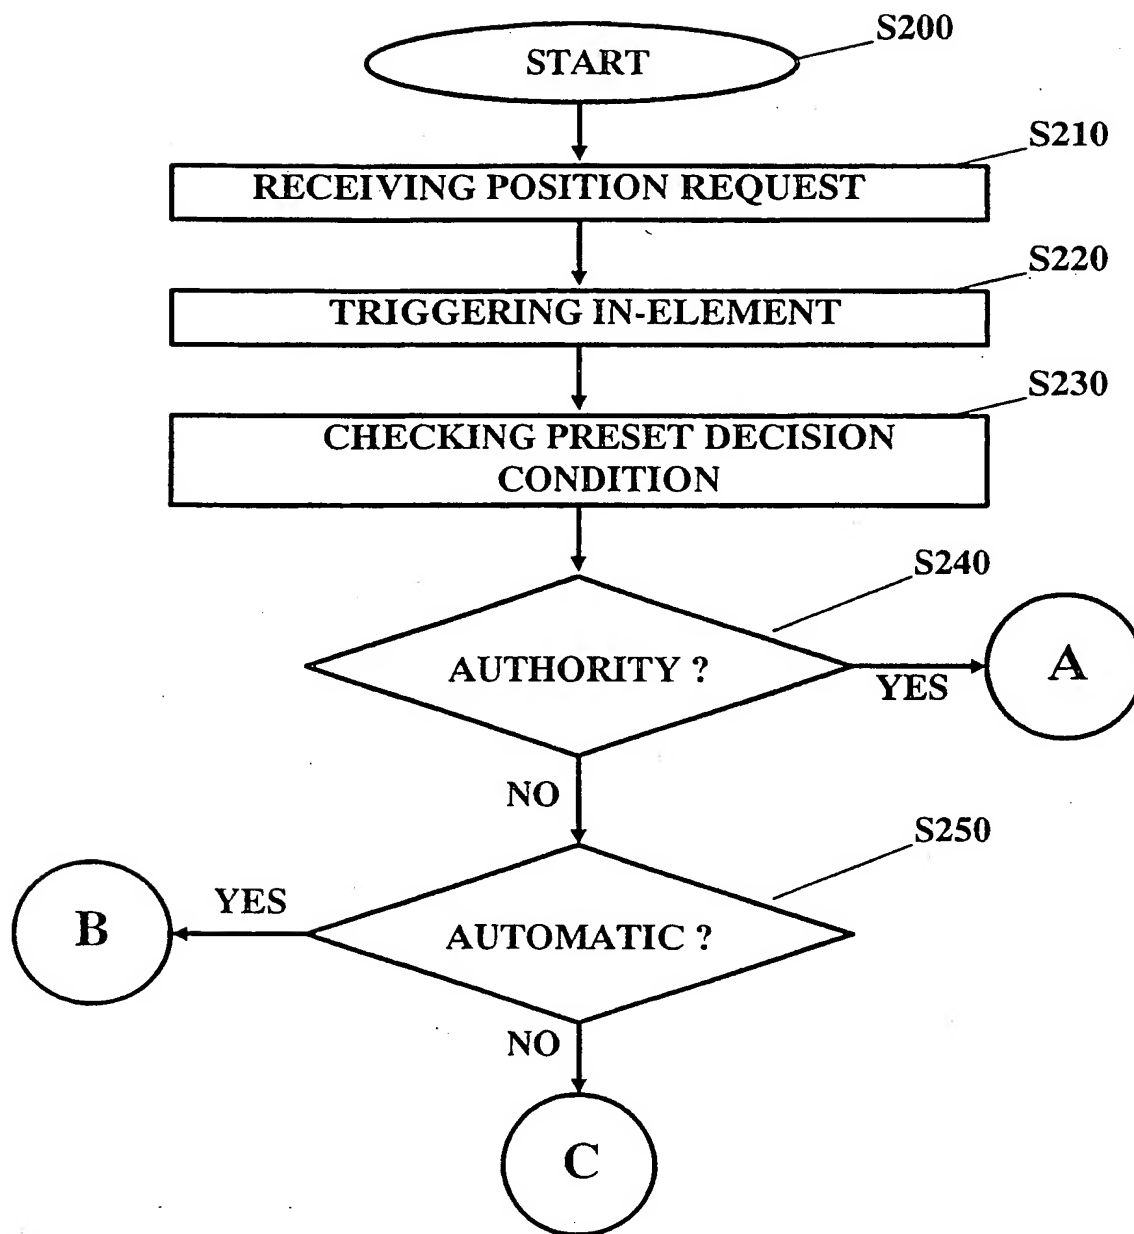 S200
START
S210
RECEIVING POSITION REQUEST
S220
TRIGGERING IN-ELEMENT
S230
CHECKING PRESET DECISION
CONDITION
S240
AUTHORITY ?
YES
A
NO
S250
YES
B
AUTOMATIC ?
NO
C